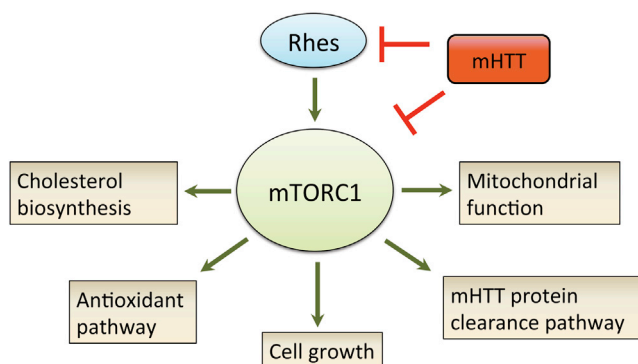 Rhes
mHTT
mTORC1
Cholesterol
biosynthesis
Mitochondrial
function
Antioxidant
pathway
Cell growth
mHTT protein
clearance pathway